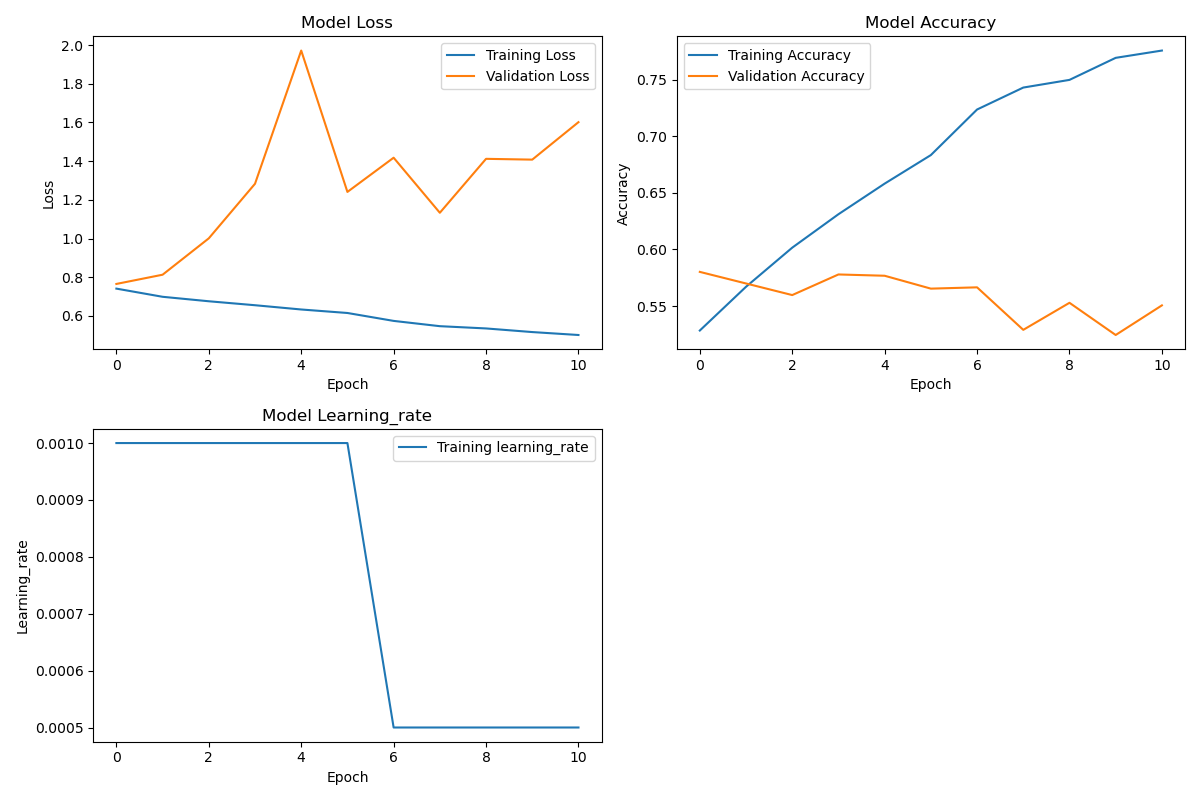 Model Loss
2.0
1.8
1.6
1.4
1.2
1.0
0.8
0.6
Loss
Training Loss
Validation Loss
0 2 4 6 8 10
Epoch
Model Accuracy
0.75
0.70
0.65
0.60
0.55
Accuracy
Training Accuracy
Validation Accuracy
0 2 4 6 8 10
Epoch
Model Learning_rate
0.0010
0.0009
0.0008
0.0007
0.0006
0.0005
Learning_rate
Training learning_rate
0 2 4 6 8 10
Epoch